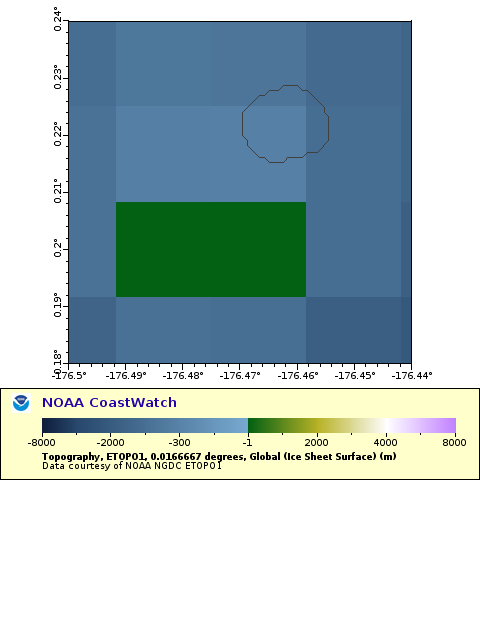 0.24°
0.23°
0.22°
0.21°
0.2°
0.19°
0.18°
-176.5° -176.49° -176.48° -176.47° -176.46° -176.45° -176.44°
NOAA CoastWatch
-8000 -2000 -300 -1 2000 4000 8000
Topography, ETOPO1, 0.0166667 degrees, Global (Ice Sheet Surface) (m)
Data courtesy of NOAA NGDC ETOPO1